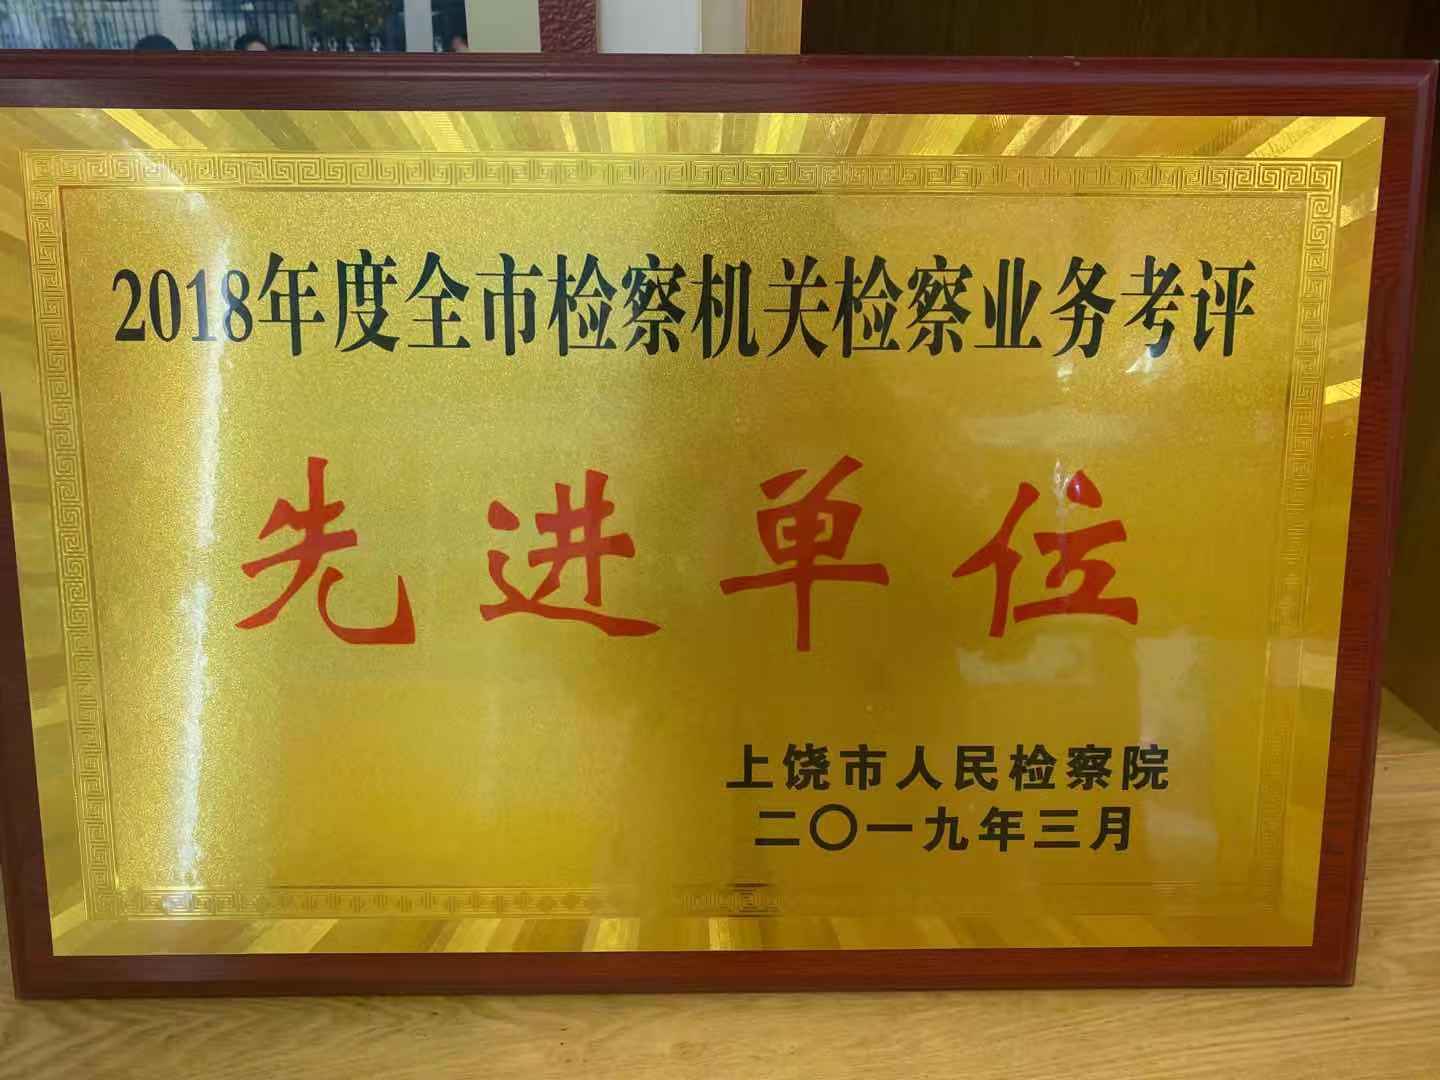 2018年度全市检察机关检察业务考评
先进单位
上饶市人民检察院
二〇一九年三月